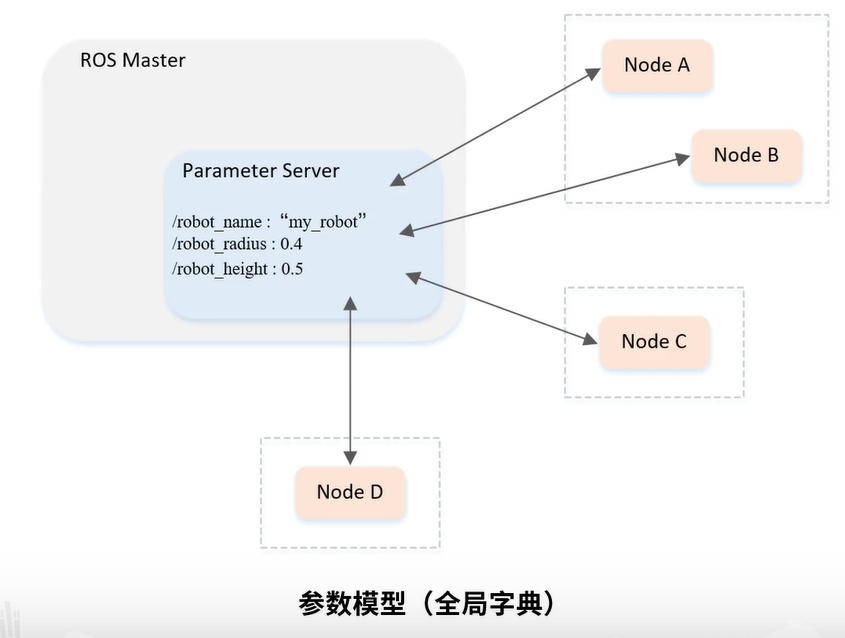 ROS Master
Parameter Server
/robot_name : “my_robot”
/robot_radius : 0.4
/robot_height : 0.5
Node A
Node B
Node C
Node D
参数模型（全局字典）